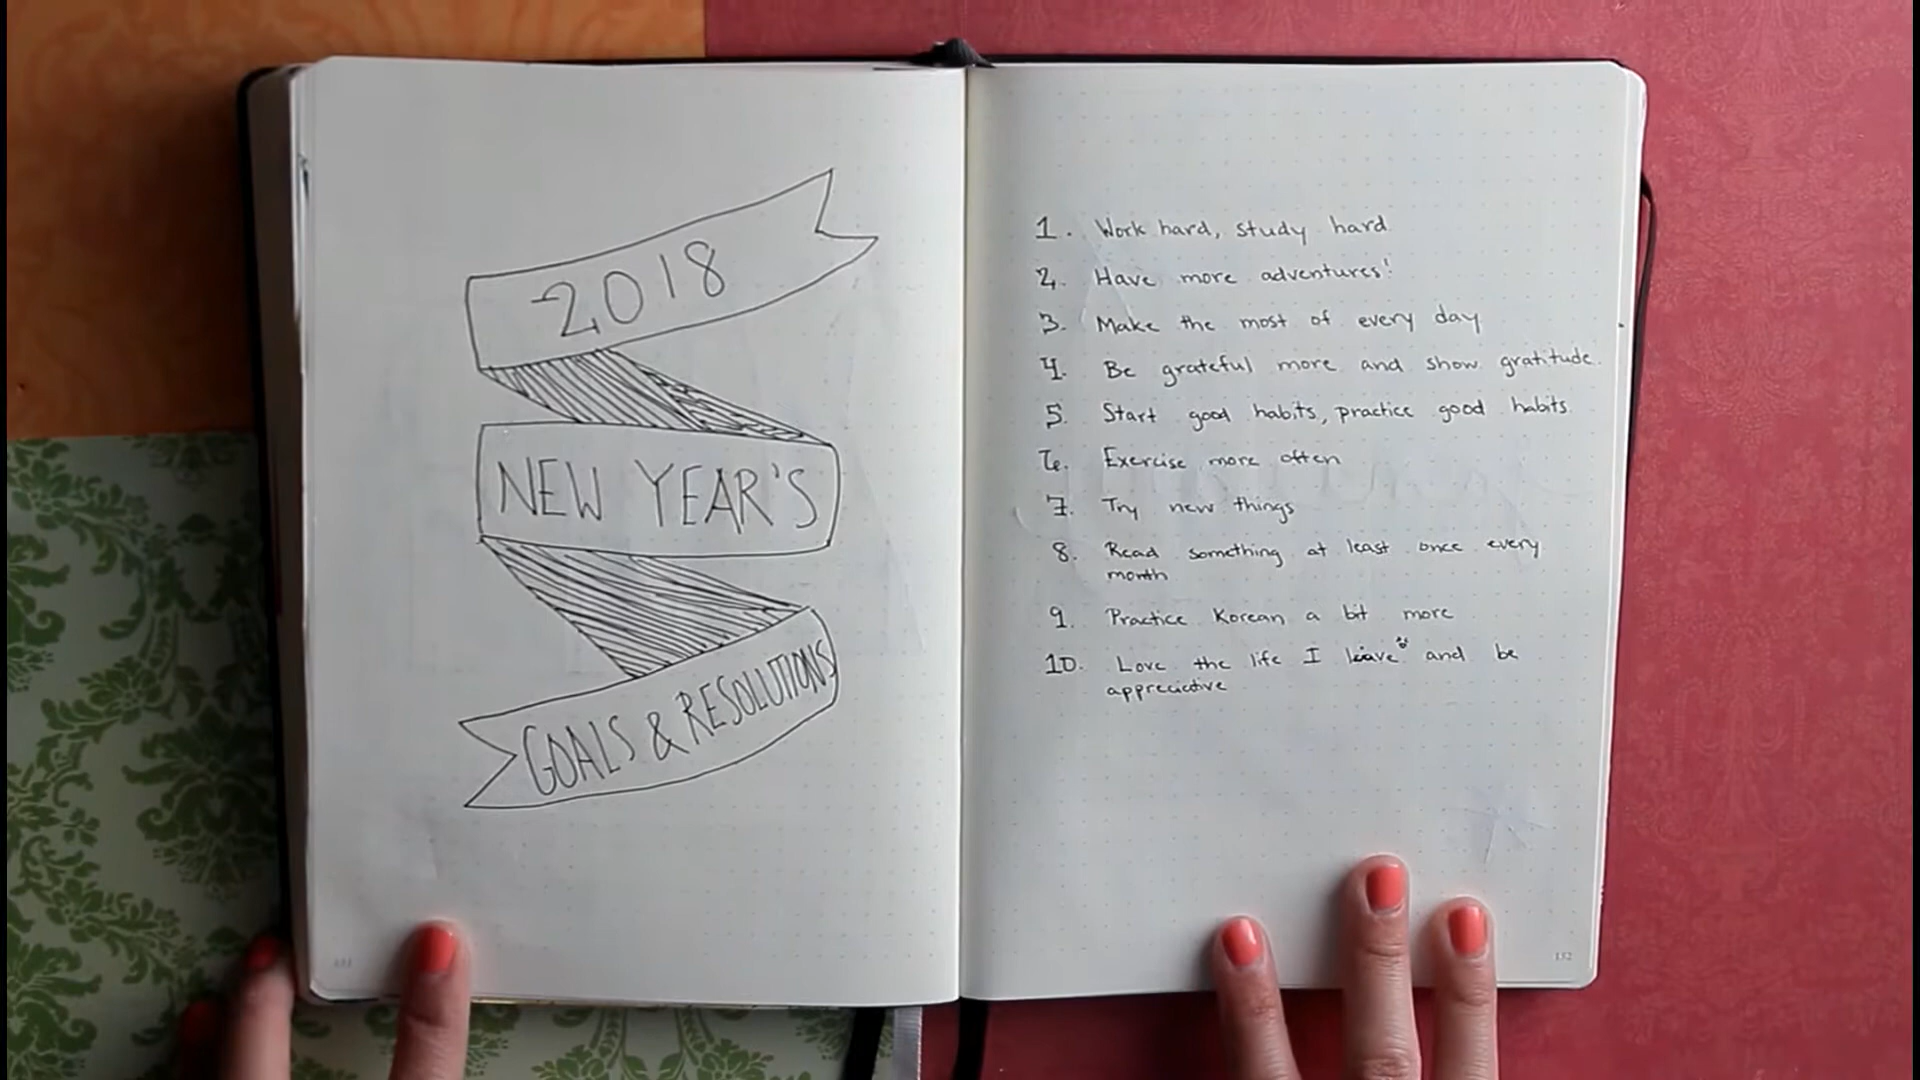 2018
NEW YEAR'S
GOALS & RESOLUTIONS
151
1. Work hard, study hard
2. Have more adventures!
3. Make the most of every day
4. Be grateful more and show gratitude.
5. Start good habits, practice good habits
6. Exercise more often
7. Try new things
8. Read something at least once every
month
9. Practice Korean a bit more
10. Love the life I leave and be
appreciative
152